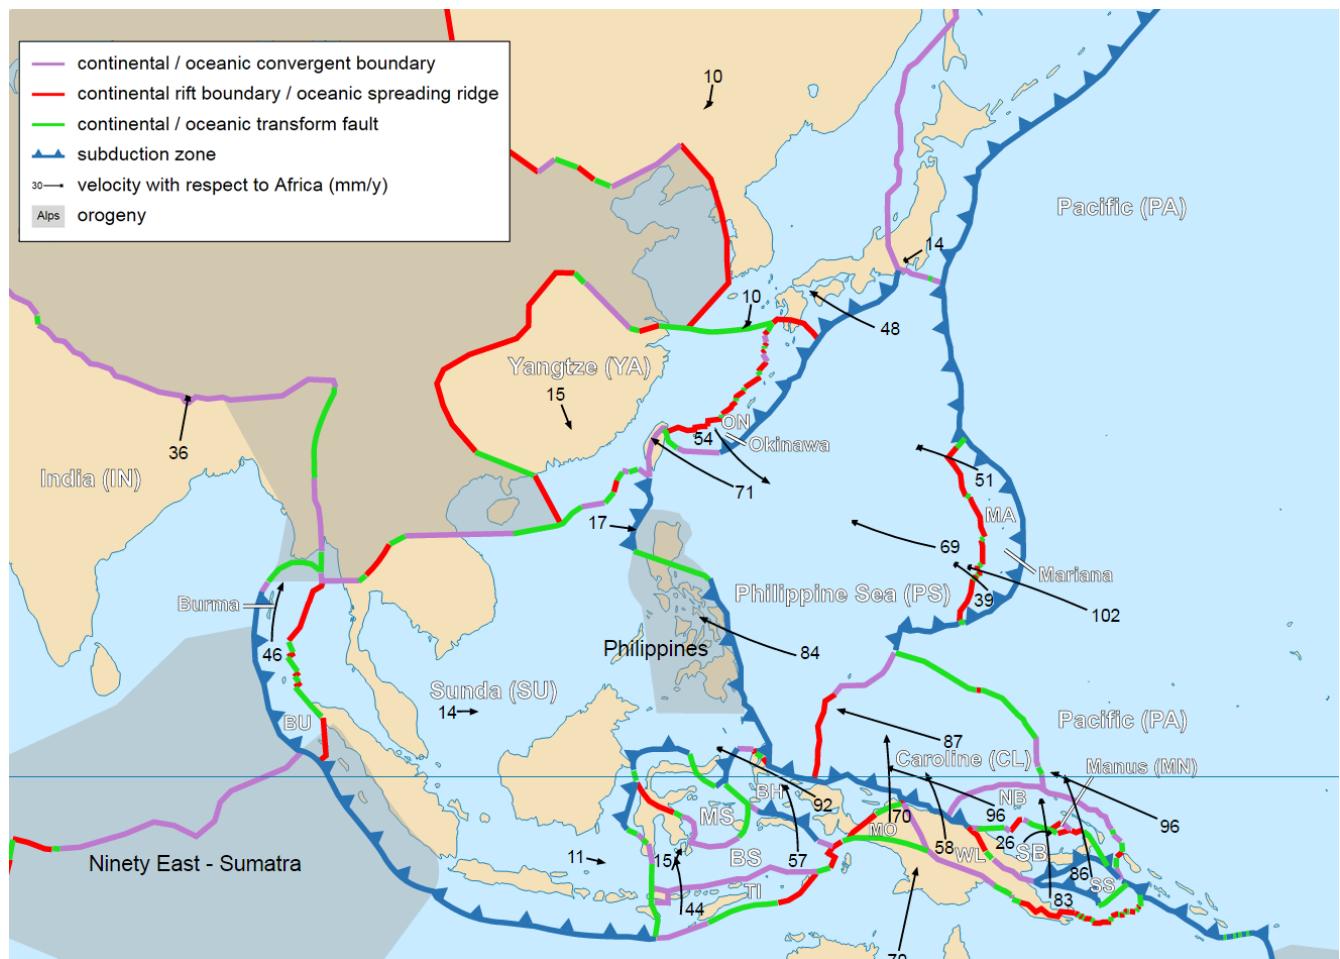 continental / oceanic convergent boundary
continental rift boundary / oceanic spreading ridge
continental / oceanic transform fault
subduction zone
30 velocity with respect to Africa (mm/y)
Alps orogeny
10
Pacific (PA)
14
10
48
Yangtze (YA)
15
ON
54
Okinawa
36
India (IN)
71
51
MA
17
69
Mariana
Burma
Philippine Sea (PS)
39
102
46
Philippines
84
Sunda (SU)
14
BU
Pacific (PA)
87
Caroline (CL)
Manus (MN)
BH
92
NB
MS
70
96
96
MO
26
58
SB
11
15
BS
57
WL
86
SS
TI
44
83
Ninety East - Sumatra